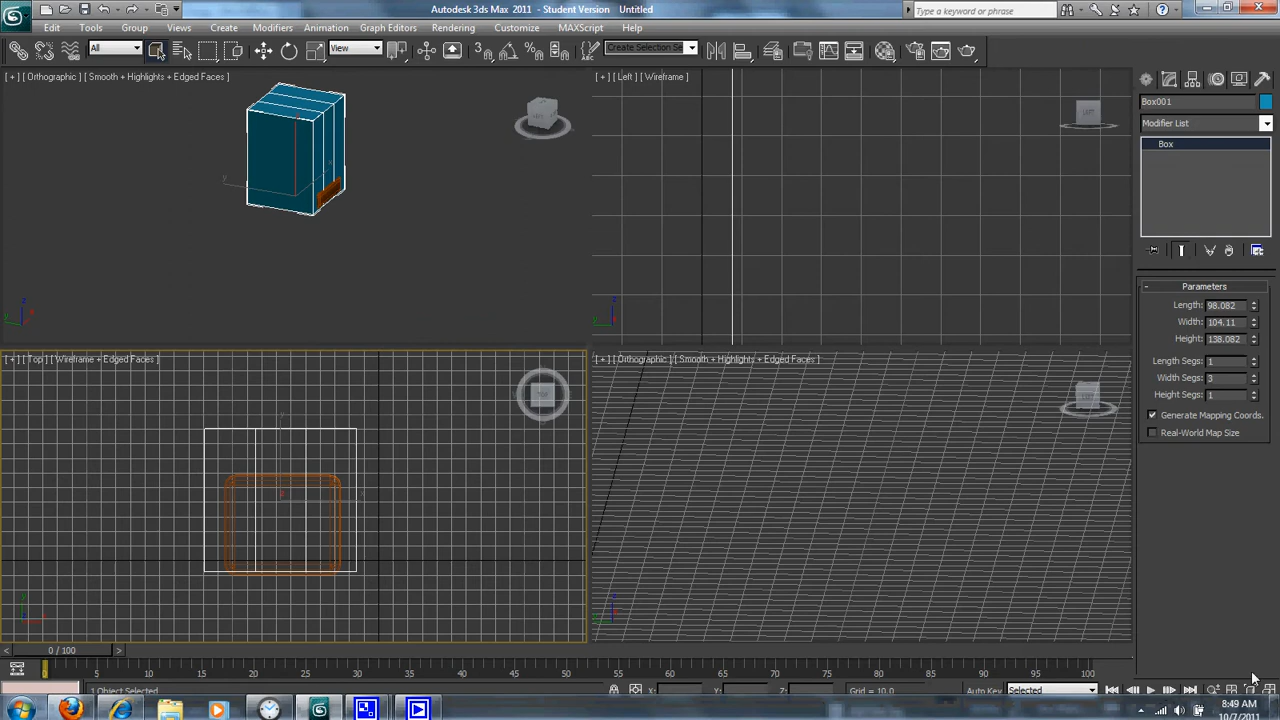 Autodesk 3ds Max 2011 - Student Version Untitled
Type a keyword or phrase
Edit Tools Group Views Create Modifiers Animation Graph Editors Rendering Customize MAXScript Help
All View Create Selection Se
[ + ] [ Orthographic ] [ Smooth + Highlights + Edged Faces ]
[ + ] [ Left ] [ Wireframe ]
Box001
Modifier List
Box
- Parameters
Length: 98.082
Width: 104.11
Height: 138.082
Length Segs: 1
Width Segs: 3
Height Segs: 1
Generate Mapping Coords.
Real-World Map Size
[ + ] [ Top ] [ Wireframe + Edged Faces ]
[ + ] [ Orthographic ] [ Smooth + Highlights + Edged Faces ]
< 0 / 100 >
0 5 10 15 20 25 30 35 40 45 50 55 60 65 70 75 80 85 90 95 100
1 Object Selected X: Y: Z: Grid = 10.0 Auto Key Selected
8:49 AM
10/7/2011